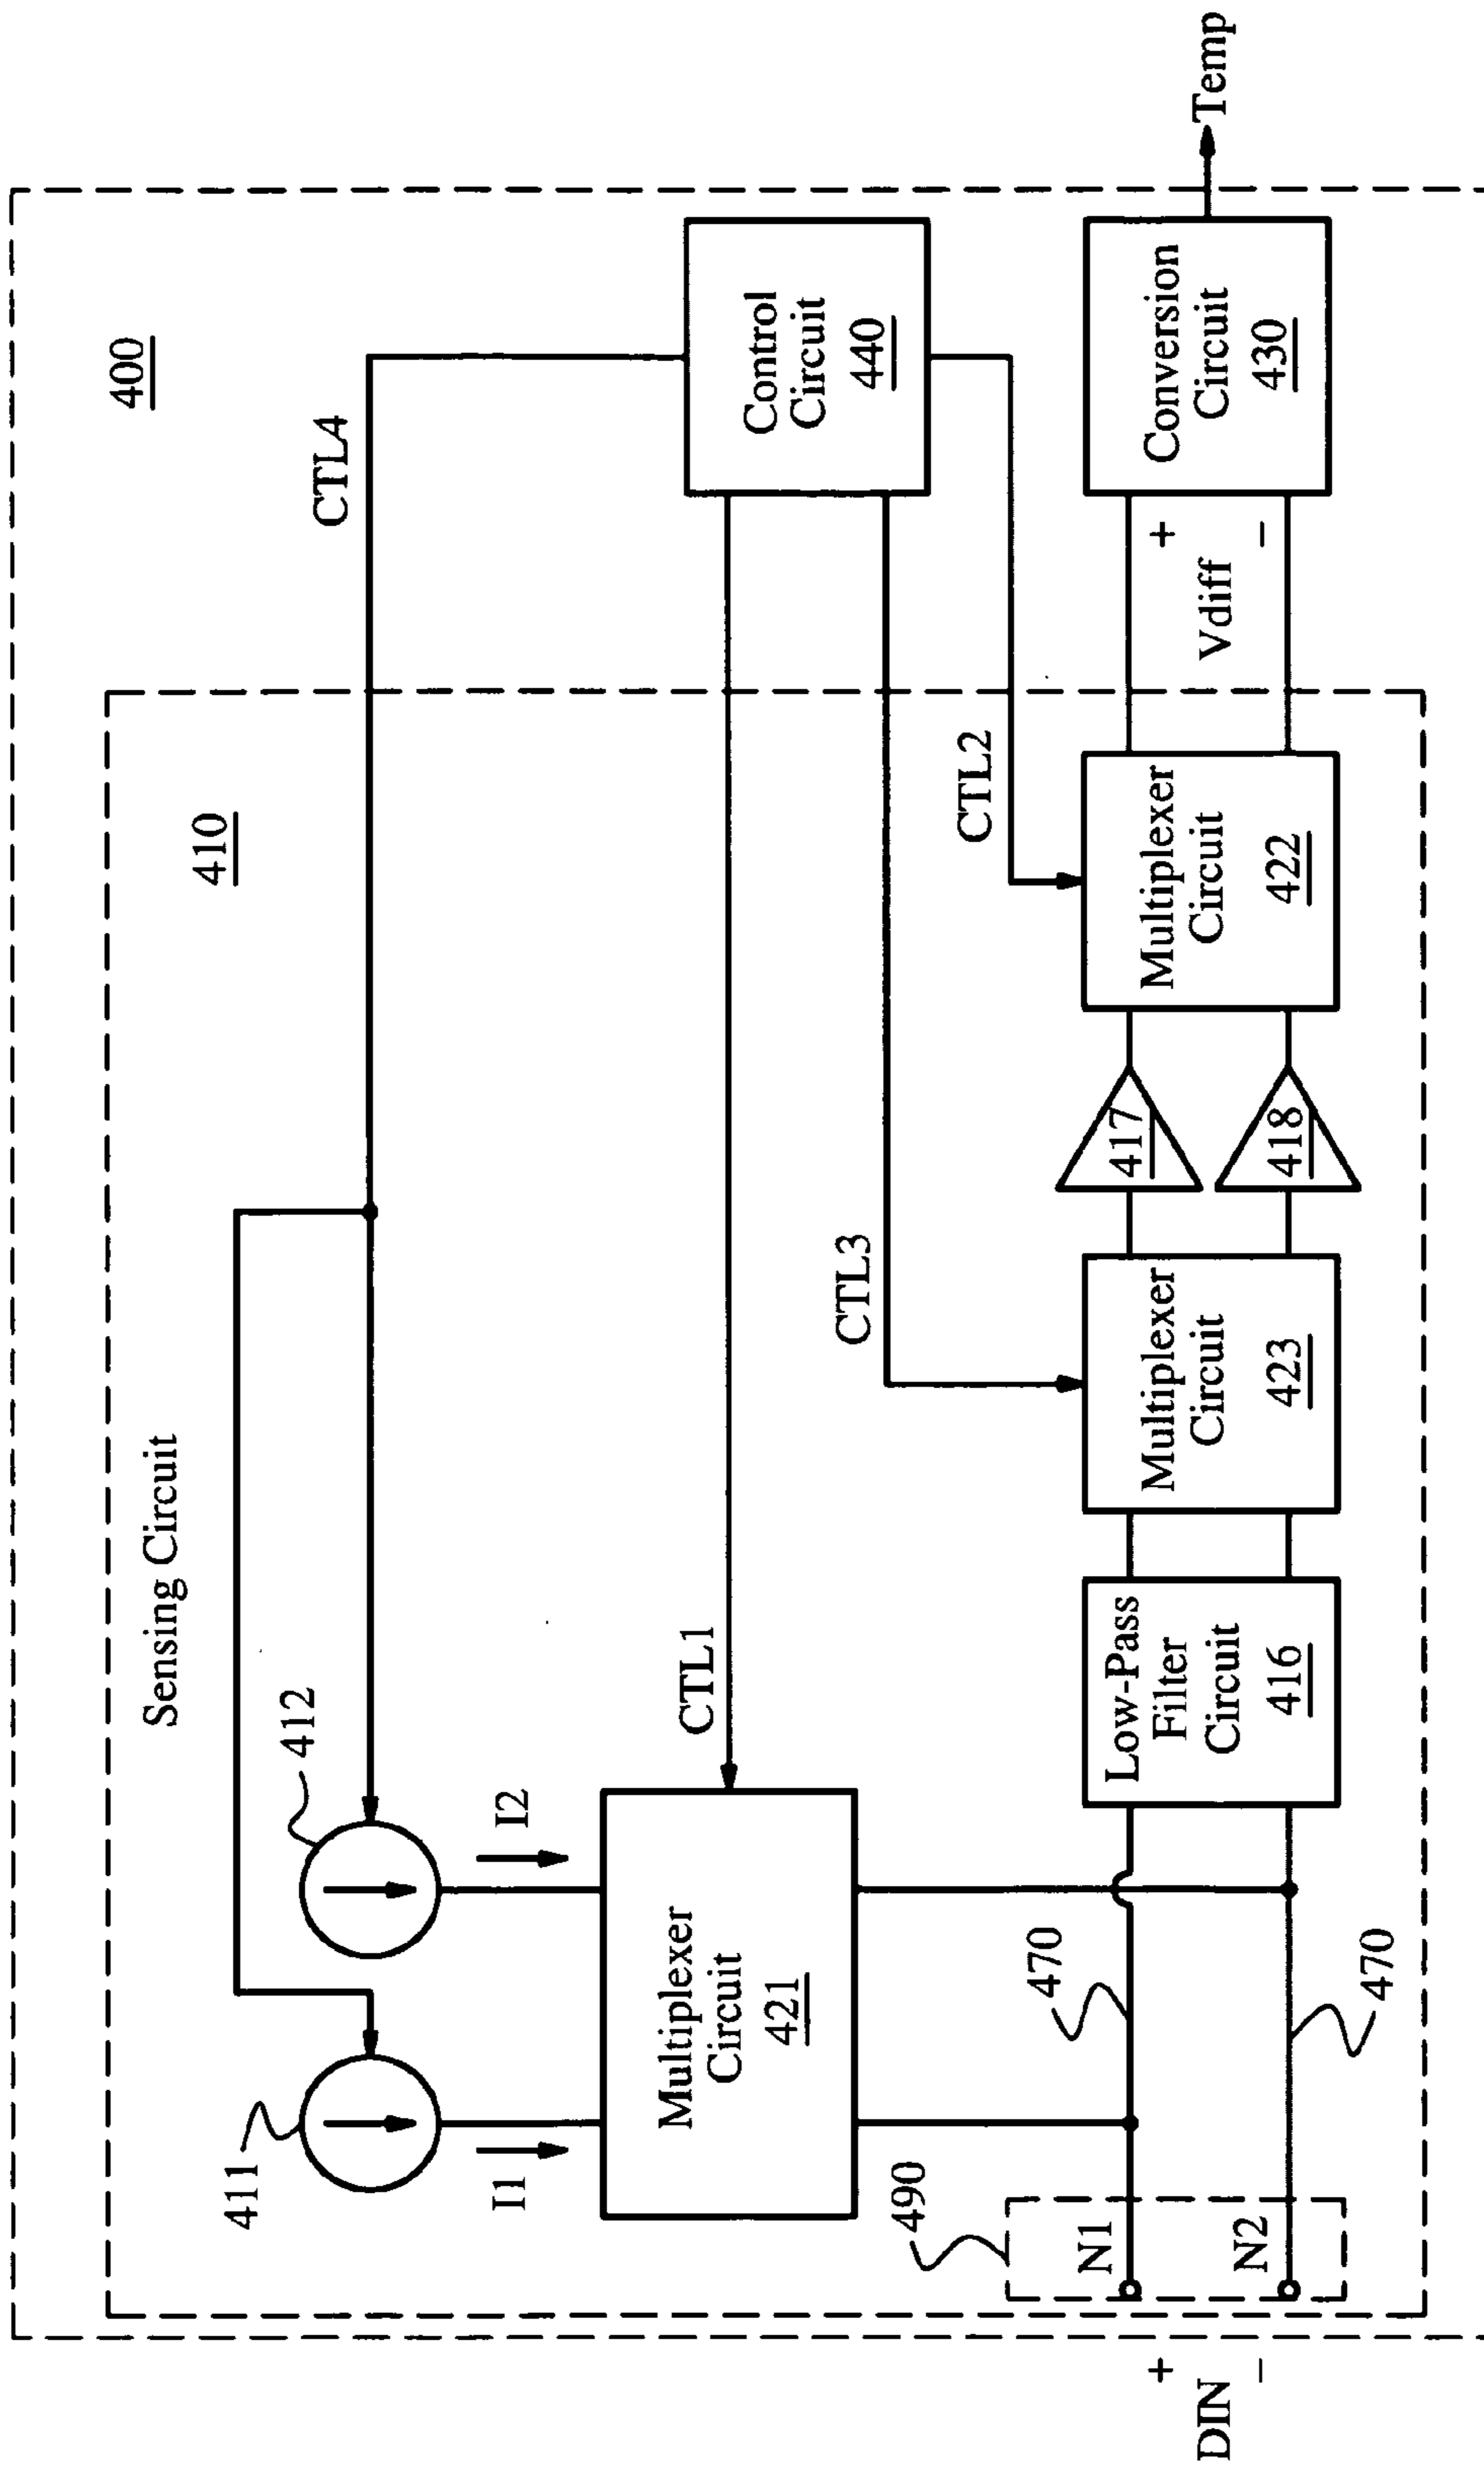 400
Sensing Circuit
410
CTL4
411
412
I1
I2
Multiplexer
Circuit
421
CTL1
Control
Circuit
440
CTL3
CTL2
490
470
DIN
+
−
N1
N2
470
Low-Pass
Filter
Circuit
416
Multiplexer
Circuit
423
417
418
Multiplexer
Circuit
422
+
Vdiff
−
Conversion
Circuit
430
Temp